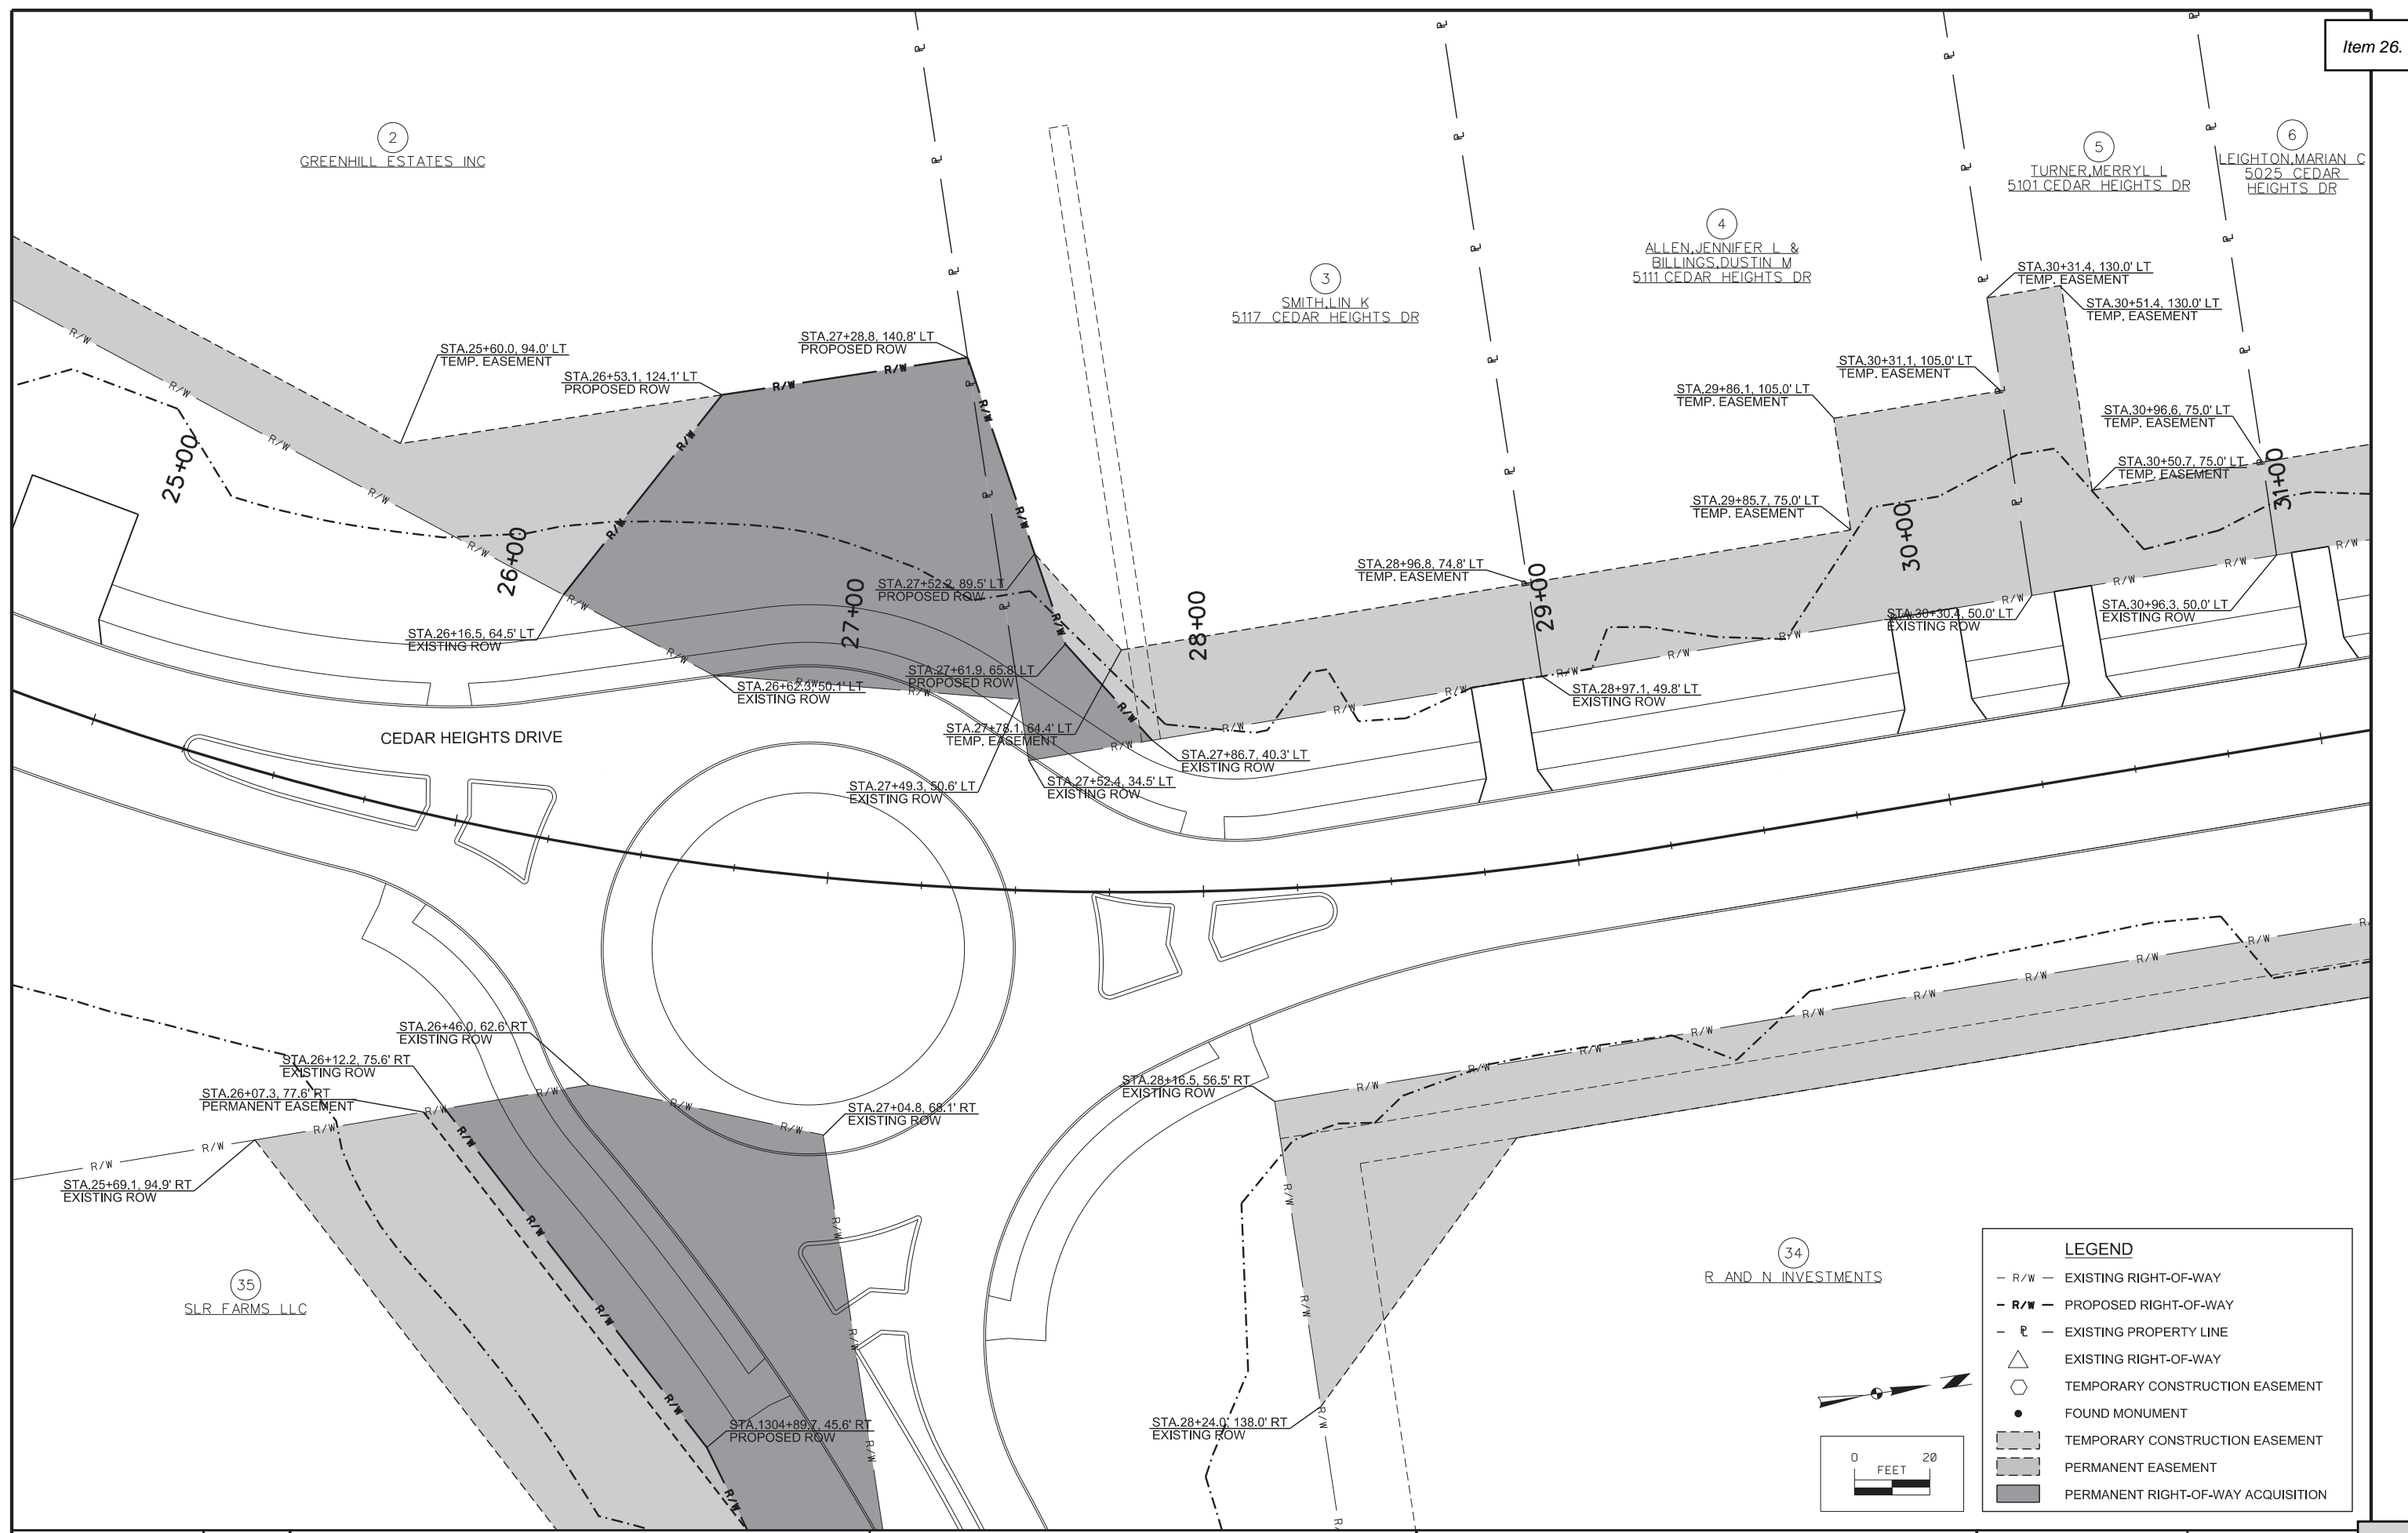 Item 26.
2
GREENHILL ESTATES INC
3
SMITH,LIN K
5117 CEDAR HEIGHTS DR
4
ALLEN,JENNIFER L &
BILLINGS,DUSTIN M
5111 CEDAR HEIGHTS DR
5
TURNER,MERRYL L
5101 CEDAR HEIGHTS DR
6
LEIGHTON,MARIAN C
5025 CEDAR
HEIGHTS DR
STA.30+31.4, 130.0' LT
TEMP. EASEMENT
STA.30+51.4, 130.0' LT
TEMP. EASEMENT
STA.27+28.8, 140.8' LT
PROPOSED ROW
STA.25+60.0, 94.0' LT
TEMP. EASEMENT
STA.26+53.1, 124.1' LT
PROPOSED ROW
STA.30+31.1, 105.0' LT
TEMP. EASEMENT
STA.29+86.1, 105.0' LT
TEMP. EASEMENT
STA.30+96.6, 75.0' LT
TEMP. EASEMENT
STA.30+50.7, 75.0' LT
TEMP. EASEMENT
STA.29+85.7, 75.0' LT
TEMP. EASEMENT
25+00
26+00
27+00
28+00
29+00
30+00
31+00
STA.28+96.8, 74.8' LT
TEMP. EASEMENT
STA.27+52.2, 89.5' LT
PROPOSED ROW
STA.26+16.5, 64.5' LT
EXISTING ROW
STA.27+61.9, 65.8' LT
PROPOSED ROW
STA.26+62.3, 50.1' LT
EXISTING ROW
STA.30+30.4, 50.0' LT
EXISTING ROW
STA.30+96.3, 50.0' LT
EXISTING ROW
STA.28+97.1, 49.8' LT
EXISTING ROW
STA.27+78.1, 64.4' LT
TEMP. EASEMENT
STA.27+86.7, 40.3' LT
EXISTING ROW
STA.27+49.3, 50.6' LT
EXISTING ROW
STA.27+52.4, 34.5' LT
EXISTING ROW
CEDAR HEIGHTS DRIVE
STA.26+46.0, 62.6' RT
EXISTING ROW
STA.26+12.2, 75.6' RT
EXISTING ROW
STA.26+07.3, 77.6' RT
PERMANENT EASEMENT
STA.27+04.8, 68.1' RT
EXISTING ROW
STA.28+16.5, 56.5' RT
EXISTING ROW
STA.25+69.1, 94.9' RT
EXISTING ROW
35
SLR FARMS LLC
34
R AND N INVESTMENTS
STA.1304+89.7, 45.6' RT
PROPOSED ROW
STA.28+24.0, 138.0' RT
EXISTING ROW
0 20
FEET
LEGEND
R/W EXISTING RIGHT-OF-WAY
R/W PROPOSED RIGHT-OF-WAY
PL EXISTING PROPERTY LINE
EXISTING RIGHT-OF-WAY
TEMPORARY CONSTRUCTION EASEMENT
FOUND MONUMENT
TEMPORARY CONSTRUCTION EASEMENT
PERMANENT EASEMENT
PERMANENT RIGHT-OF-WAY ACQUISITION